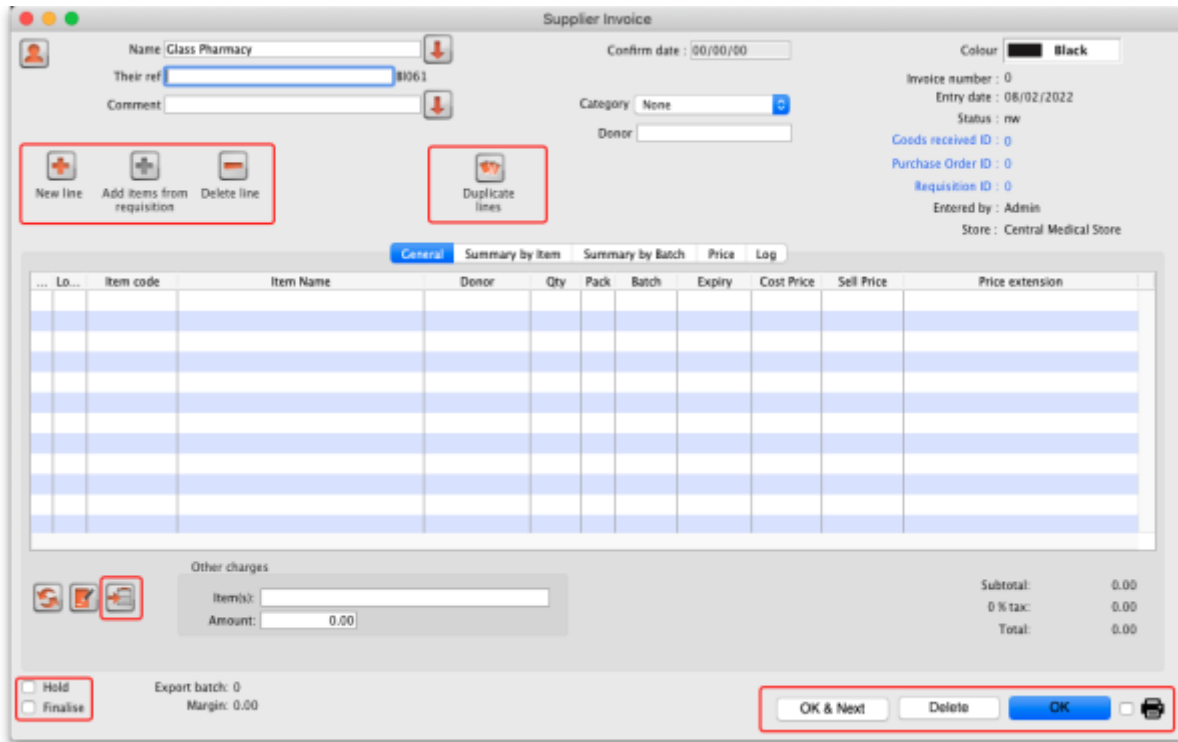 Supplier Invoice
Name Glass Pharmacy
Confirm date : 00/00/00
Colour Black
Their ref BI061
Invoice number : 0
Comment
Category None
Entry date : 08/02/2022
Donor
Status : nw
Goods received ID : 0
Purchase Order ID : 0
Requisition ID : 0
Entered by : Admin
Store : Central Medical Store
New line
Add items from requisition
Delete line
Duplicate lines
General Summary by Item Summary by Batch Price Log
... Lo... Item code Item Name Donor Qty Pack Batch Expiry Cost Price Sell Price Price extension
Other charges
Item(s):
Amount: 0.00
Subtotal: 0.00
0 % tax: 0.00
Total: 0.00
Hold
Finalise
Export batch: 0
Margin: 0.00
OK & Next Delete OK